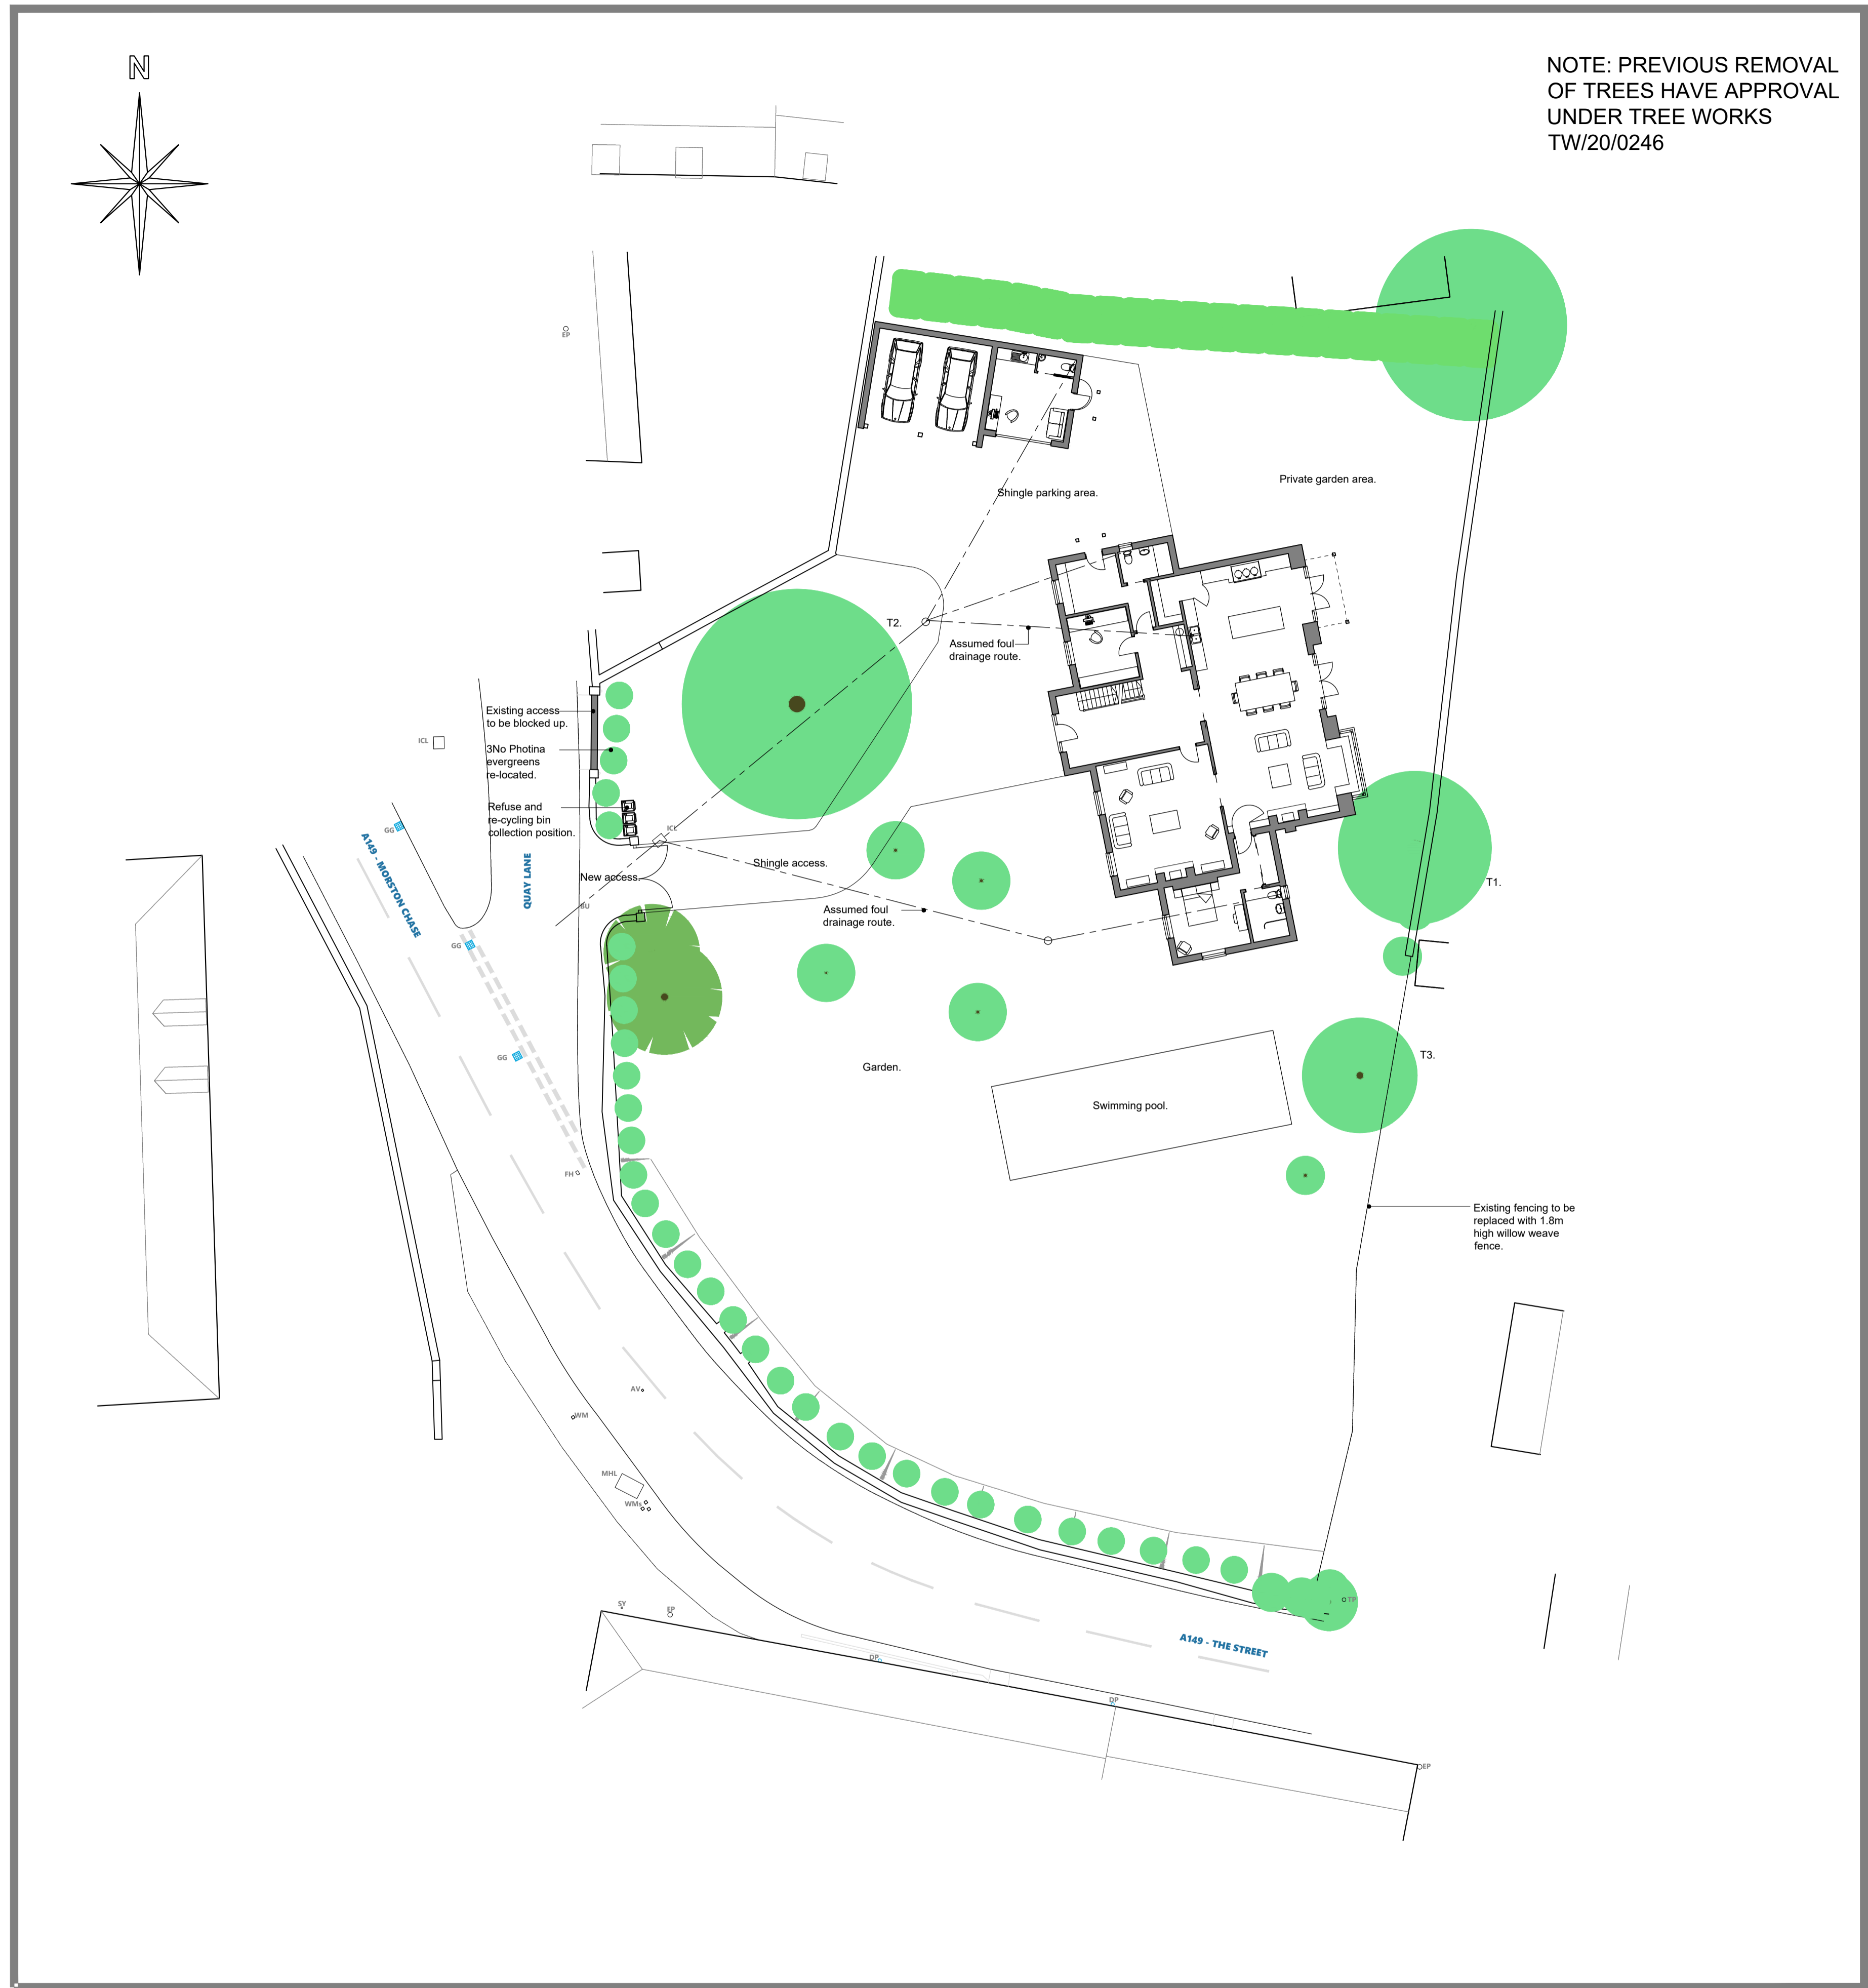 N
NOTE: PREVIOUS REMOVAL
OF TREES HAVE APPROVAL
UNDER TREE WORKS
TW/20/0246
EP
Shingle parking area.
Private garden area.
T2.
Assumed foul
drainage route.
Existing access
to be blocked up.
ICL
3No Photina
evergreens
re-located.
Refuse and
re-cycling bin
collection position.
GG
A149 - MORSTON CHASE
QUAY LANE
ICL
Shingle access.
New access.
BU
T1.
Assumed foul
drainage route.
GG
GG
Garden.
T3.
Swimming pool.
FH
Existing fencing to be
replaced with 1.8m
high willow weave
fence.
AV
WM
MHL
WMs
SY
EP
TP
A149 - THE STREET
DP
DP
EP